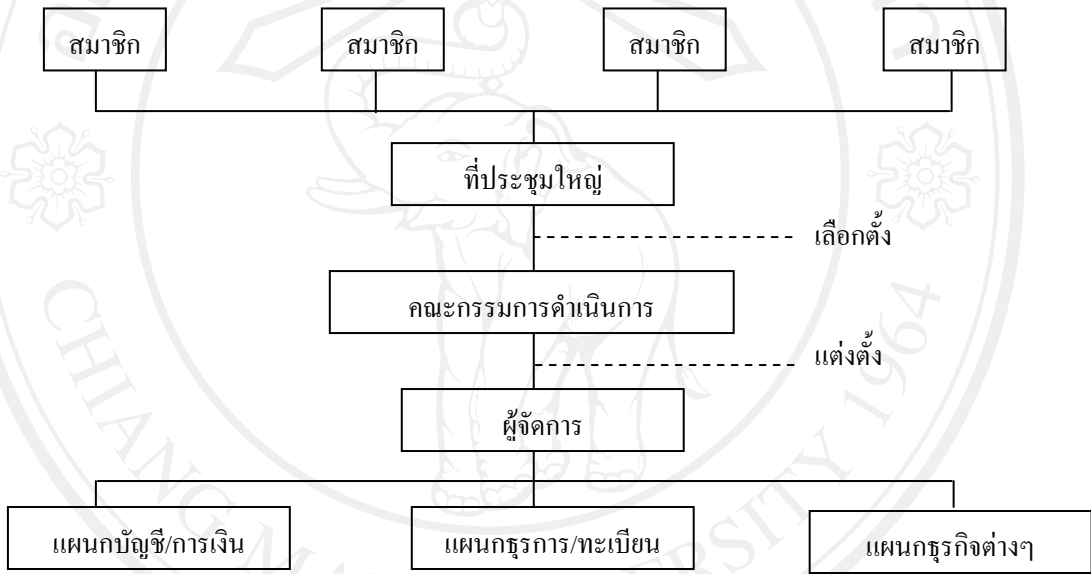 สมาชิก
สมาชิก
สมาชิก
สมาชิก
ที่ประชุมใหญ่
เลือกตั้ง
คณะกรรมการดำเนินการ
แต่งตั้ง
ผู้จัดการ
แผนกบัญชี/การเงิน
แผนกธุรการ/ทะเบียน
แผนกธุรกิจต่างๆ
CHIANG MA ERSITY 1964